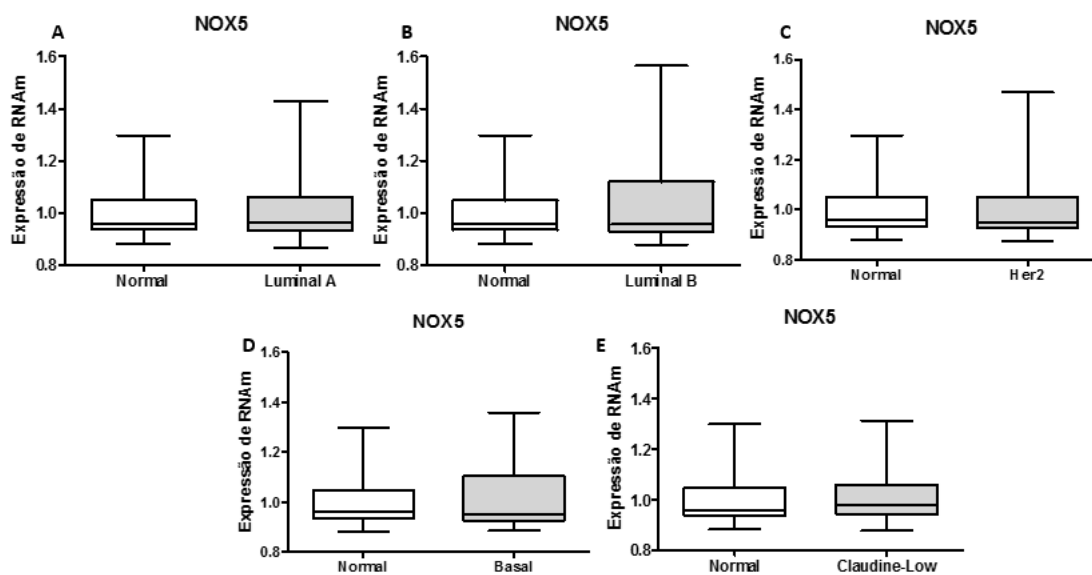 A
NOX5
Expressão de RNAm
1.6
1.4
1.2
1.0
0.8
Normal
Luminal A
B
NOX5
Expressão de RNAm
1.6
1.4
1.2
1.0
0.8
Normal
Luminal B
C
NOX5
Expressão de RNAm
1.6
1.4
1.2
1.0
0.8
Normal
Her2
D
NOX5
Expressão de RNAm
1.6
1.4
1.2
1.0
0.8
Normal
Basal
E
NOX5
Expressão de RNAm
1.6
1.4
1.2
1.0
0.8
Normal
Claudine-Low